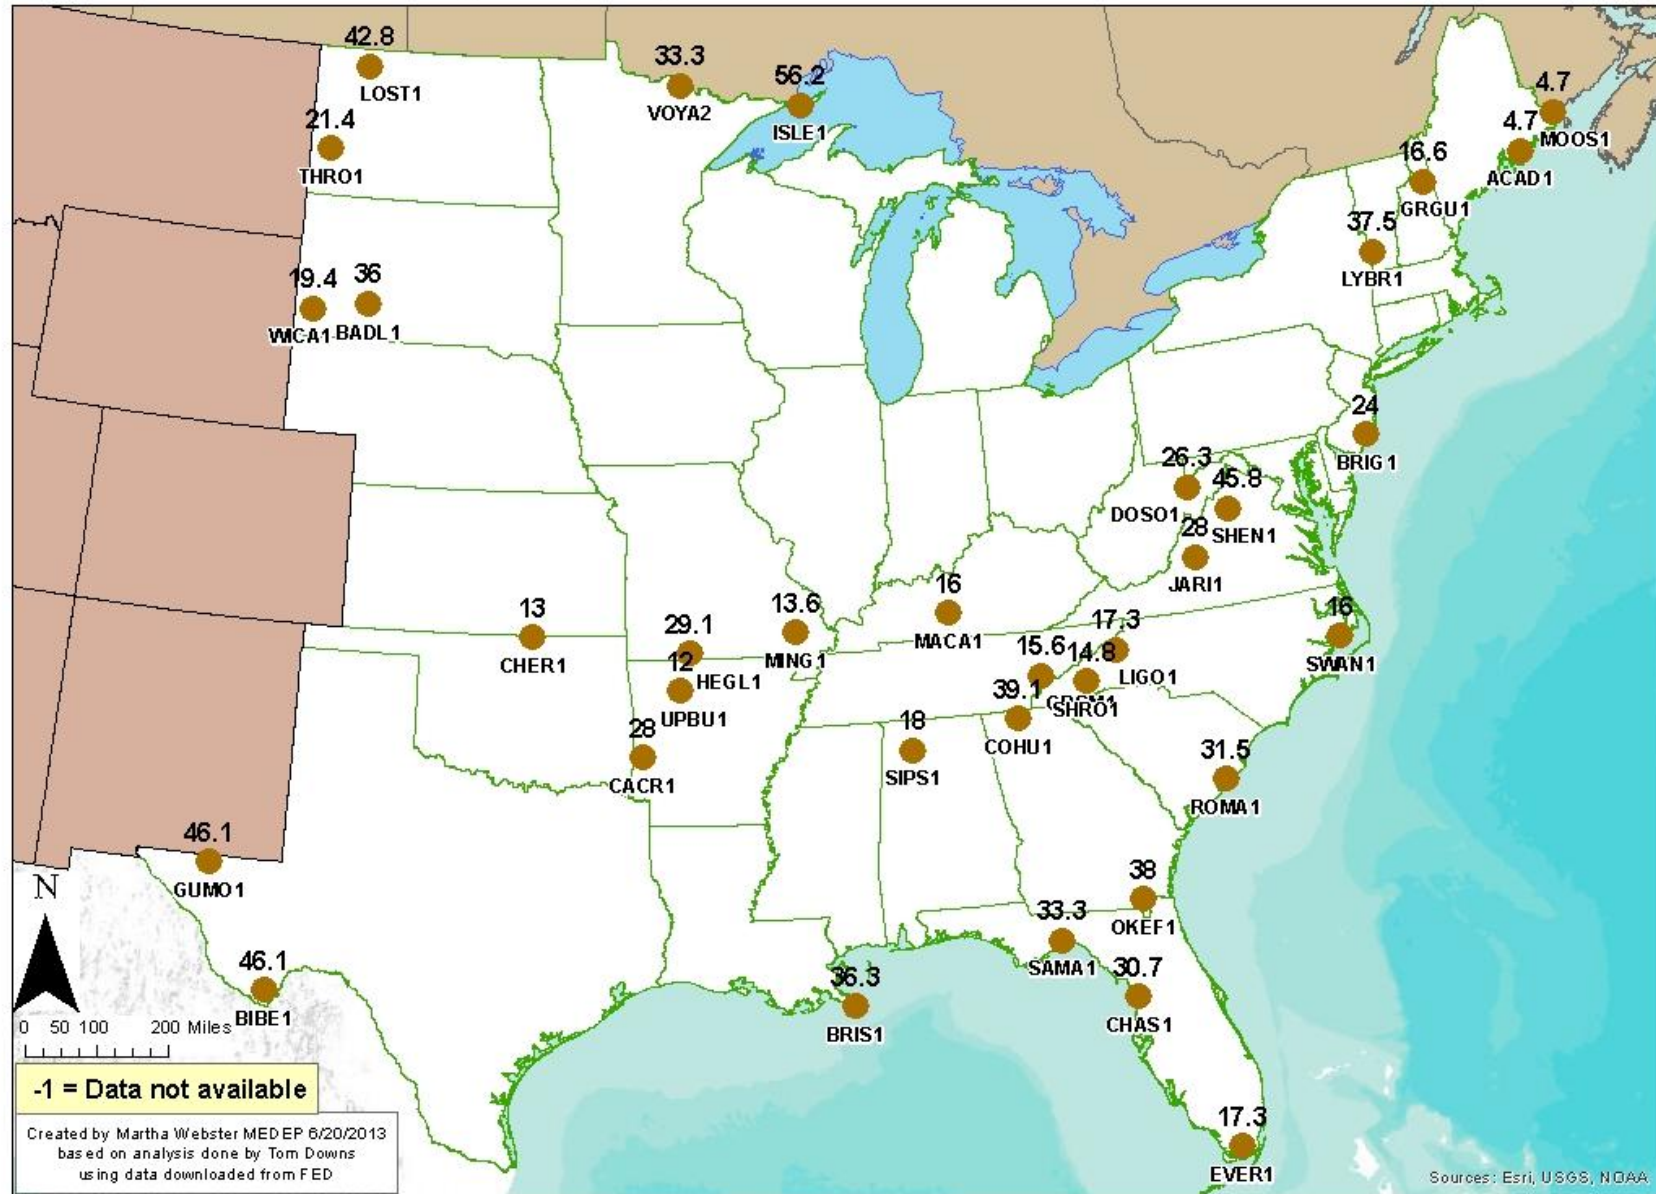 42.8
LOST1
33.3
VOYA2
56.2
ISLE1
4.7
MOOS1
4.7
ACAD1
21.4
THRO1
16.6
GRGU1
37.5
LYBR1
19.4
WICA1
36
BADL1
24
BRIG1
26.3
DOSO1
45.8
SHEN1
28
JARI1
16
MACA1
13
CHER1
29.1
HEGL1
13.6
MING1
12
UPBU1
17.3
LIGO1
15.6
14.8
SHRO1
16
SWAN1
39.1
COHU1
18
SIPS1
28
CACR1
31.5
ROMA1
46.1
GUMO1
38
OKEF1
33.3
SAMA1
30.7
CHAS1
46.1
BIBE1
36.3
BRIS1
17.3
EVER1
N
0 50 100 200 Miles
-1 = Data not available
Created by Martha Webster MEDEP 6/20/2013
based on analysis done by Tom Downs
using data downloaded from FED
Sources: Esri, USGS, NOAA